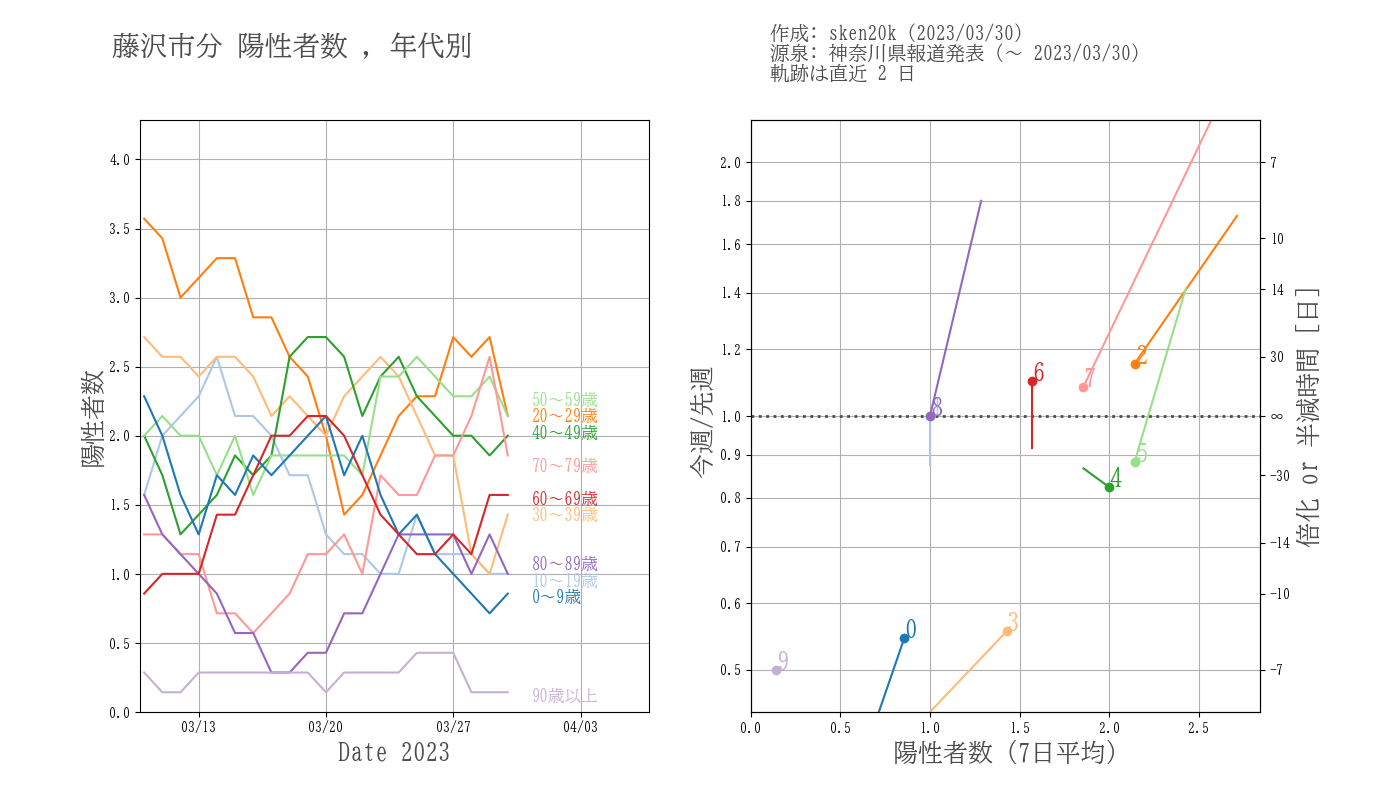 藤沢市分 陽性者数 , 年代別
作成: sken20k (2023/03/30)
源泉: 神奈川県報道発表 (～ 2023/03/30)
軌跡は直近 2 日
陽性者数
4.0
3.5
3.0
2.5
2.0
1.5
1.0
0.5
0.0
03/13
03/20
03/27
04/03
Date 2023
50～59歳
20～29歳
40～49歳
70～79歳
60～69歳
30～39歳
80～89歳
10～19歳
0～9歳
90歳以上
今週/先週
2.0
1.8
1.6
1.4
1.2
1.0
0.9
0.8
0.7
0.6
0.5
0.0
0.5
1.0
1.5
2.0
2.5
陽性者数 (7日平均)
8
6
7
2
5
4
0
3
9
7
10
14
30
∞
−30
−14
−10
−7
倍化 or 半減時間 [日]